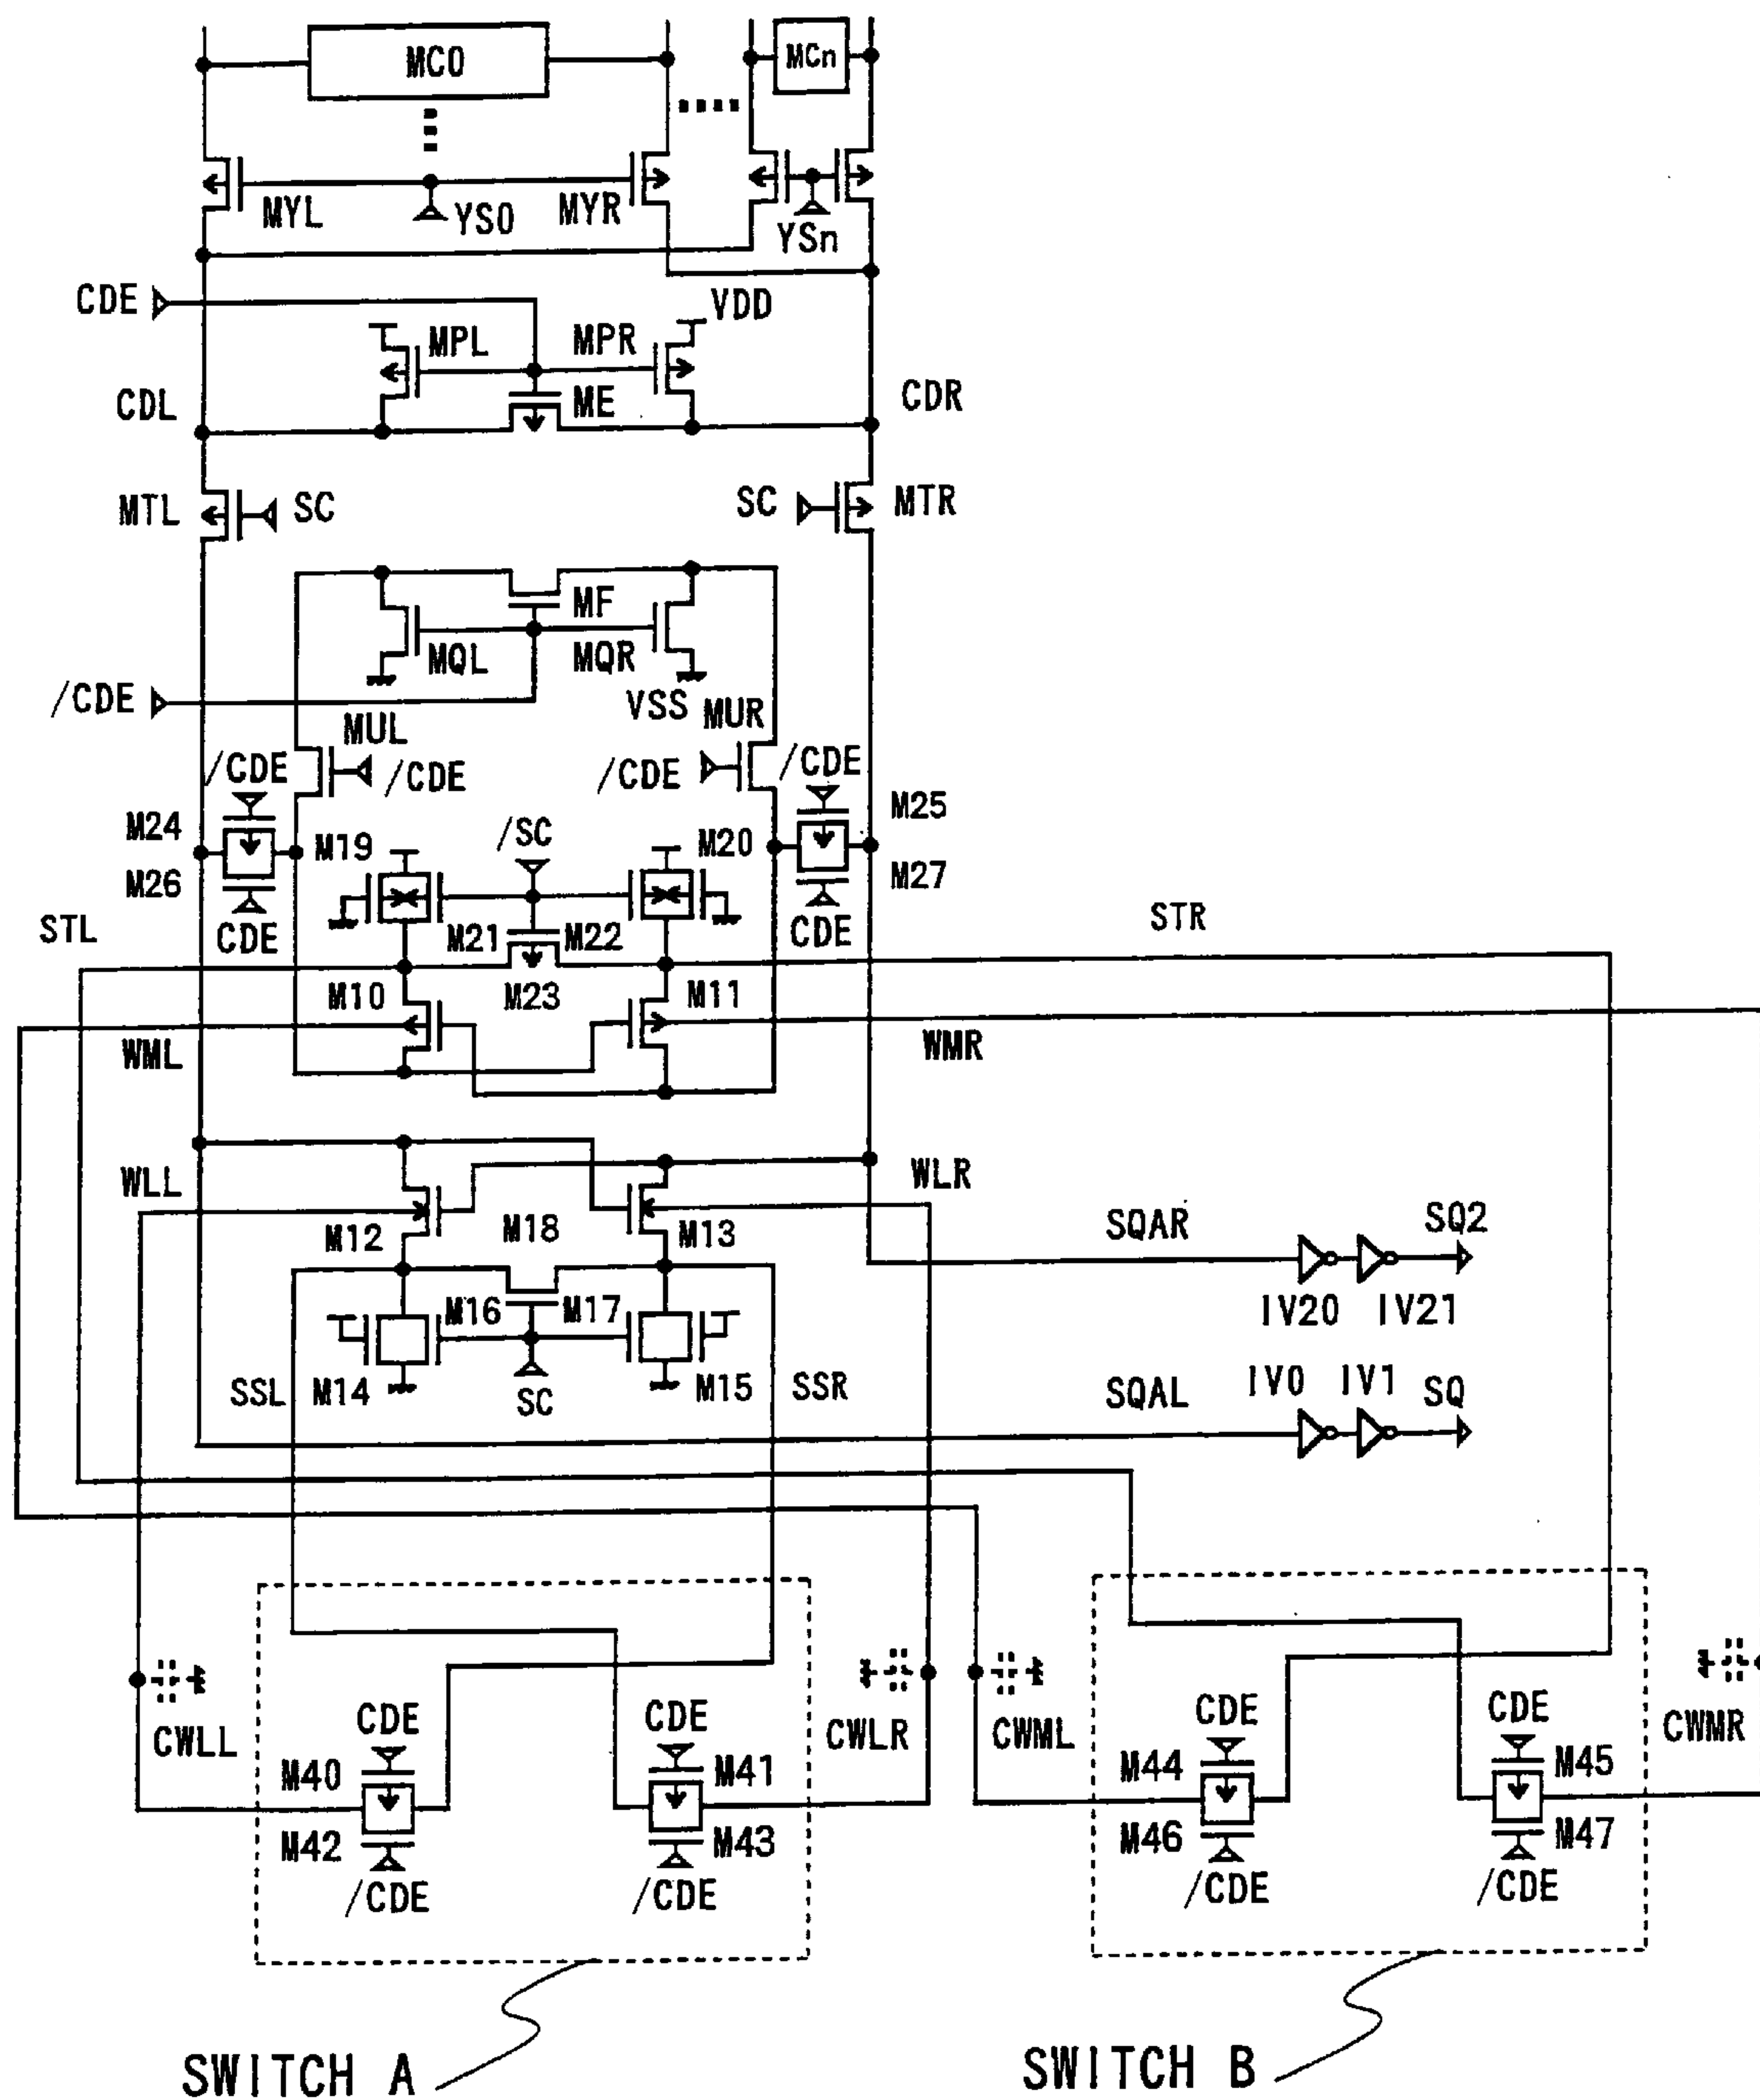 MC0
MCn
MYL
YS0
MYR
YSn
CDE
VDD
MPL
MPR
CDL
ME
CDR
MTL
SC
SC
MTR
MF
MQL
MQR
/CDE
VSS
MUR
MUL
/CDE
/CDE
/CDE
/CDE
M24
M25
M19
/SC
M20
M26
M27
STL
CDE
M21
M22
CDE
STR
M10
M23
M11
WML
WMR
WLL
WLR
M12
M18
M13
SQAR
SQ2
M16
M17
IV20
IV21
SSL
M14
SC
M15
SSR
SQAL
IV0
IV1
SQ
CWLL
CDE
CDE
CWLR
CWML
CDE
CDE
CWMR
M40
M41
M44
M45
M42
M43
M46
M47
/CDE
/CDE
/CDE
/CDE
SWITCH A
SWITCH B